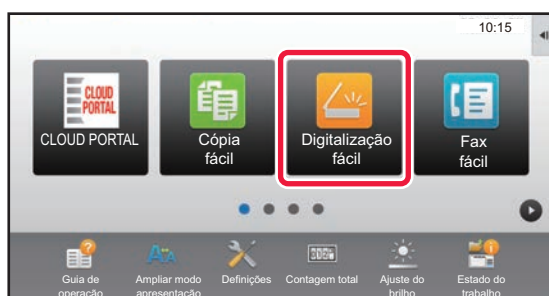 10:15
CLOUD
PORTAL
CLOUD PORTAL
Cópia
fácil
Digitalização
fácil
Fax
fácil
Guia de
operação
Ampliar modo
apresentação
Definições
Contagem total
Ajuste do
brilho
Estado do
trabalho